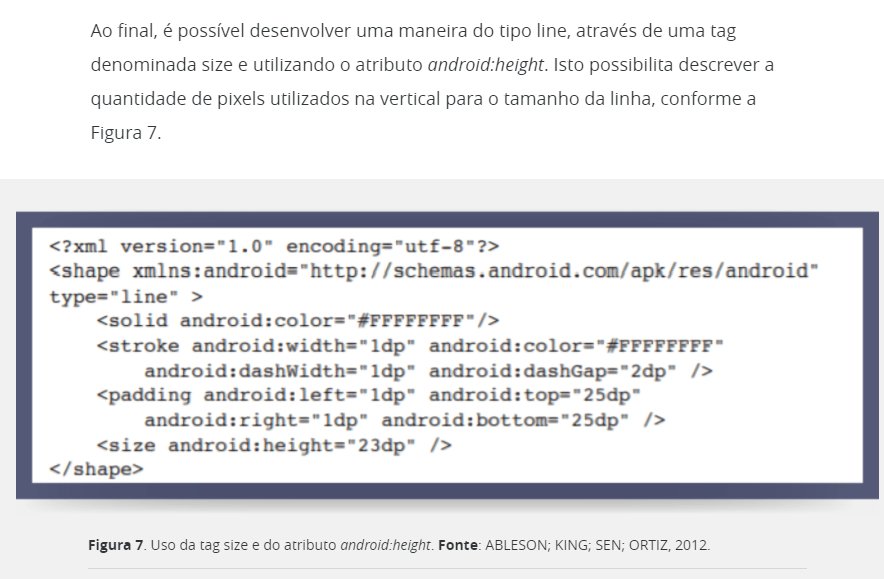 Ao final, é possível desenvolver uma maneira do tipo line, através de uma tag
denominada size e utilizando o atributo android:height. Isto possibilita descrever a
quantidade de pixels utilizados na vertical para o tamanho da linha, conforme a
Figura 7.
<?xml version="1.0" encoding="utf-8"?>
<shape xmlns:android="http://schemas.android.com/apk/res/android"
type="line" >
    <solid android:color="#FFFFFFFF"/>
    <stroke android:width="1dp" android:color="#FFFFFFFF"
        android:dashWidth="1dp" android:dashGap="2dp" />
    <padding android:left="1dp" android:top="25dp"
        android:right="1dp" android:bottom="25dp" />
    <size android:height="23dp" />
</shape>
Figura 7. Uso da tag size e do atributo android:height. Fonte: ABLESON; KING; SEN; ORTIZ, 2012.